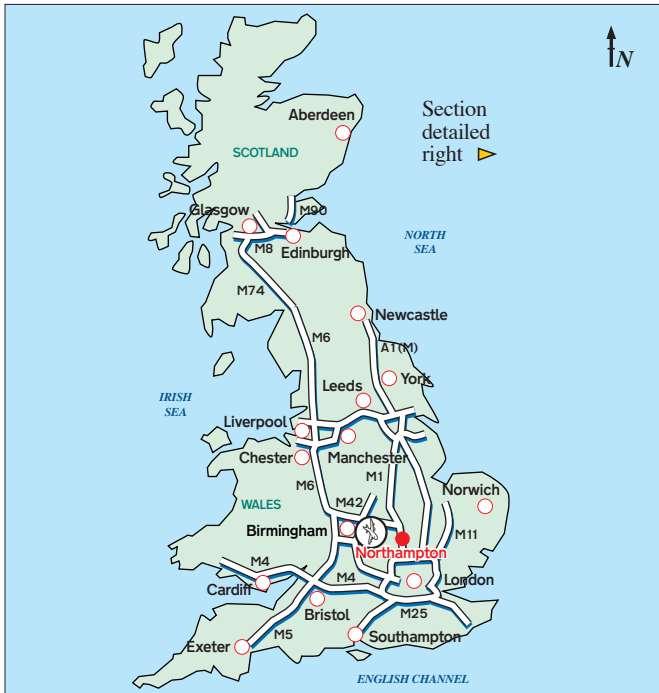 N
Section
detailed
right
Aberdeen
SCOTLAND
Glasgow
M90
M8
Edinburgh
NORTH
SEA
M74
Newcastle
M6
A1(M)
York
Leeds
IRISH
SEA
Liverpool
Chester
Manchester
M6
M1
WALES
M42
Norwich
Birmingham
M11
Northampton
M4
M4
London
Cardiff
Bristol
M25
M5
Southampton
Exeter
ENGLISH CHANNEL